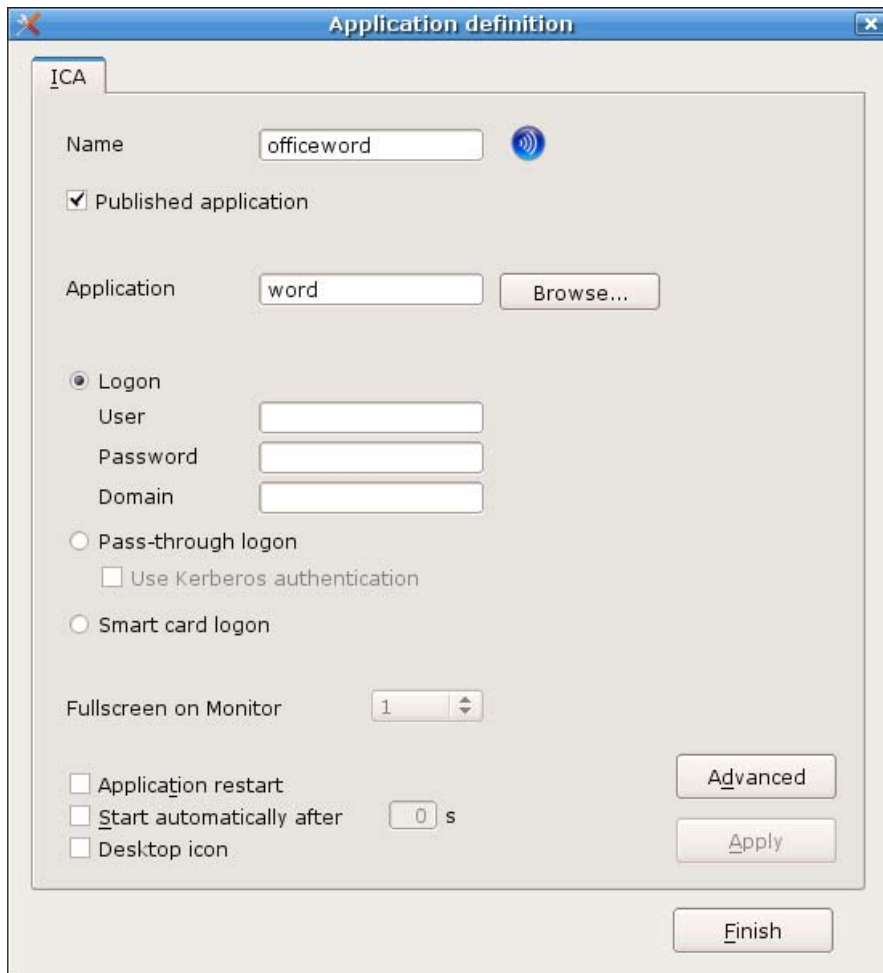 Application definition
ICA
Name officeword
Published application
Application word Browse...
Logon
User
Password
Domain
Pass-through logon
Use Kerberos authentication
Smart card logon
Fullscreen on Monitor 1
Application restart Advanced
Start automatically after 0 s
Desktop icon Apply
Finish